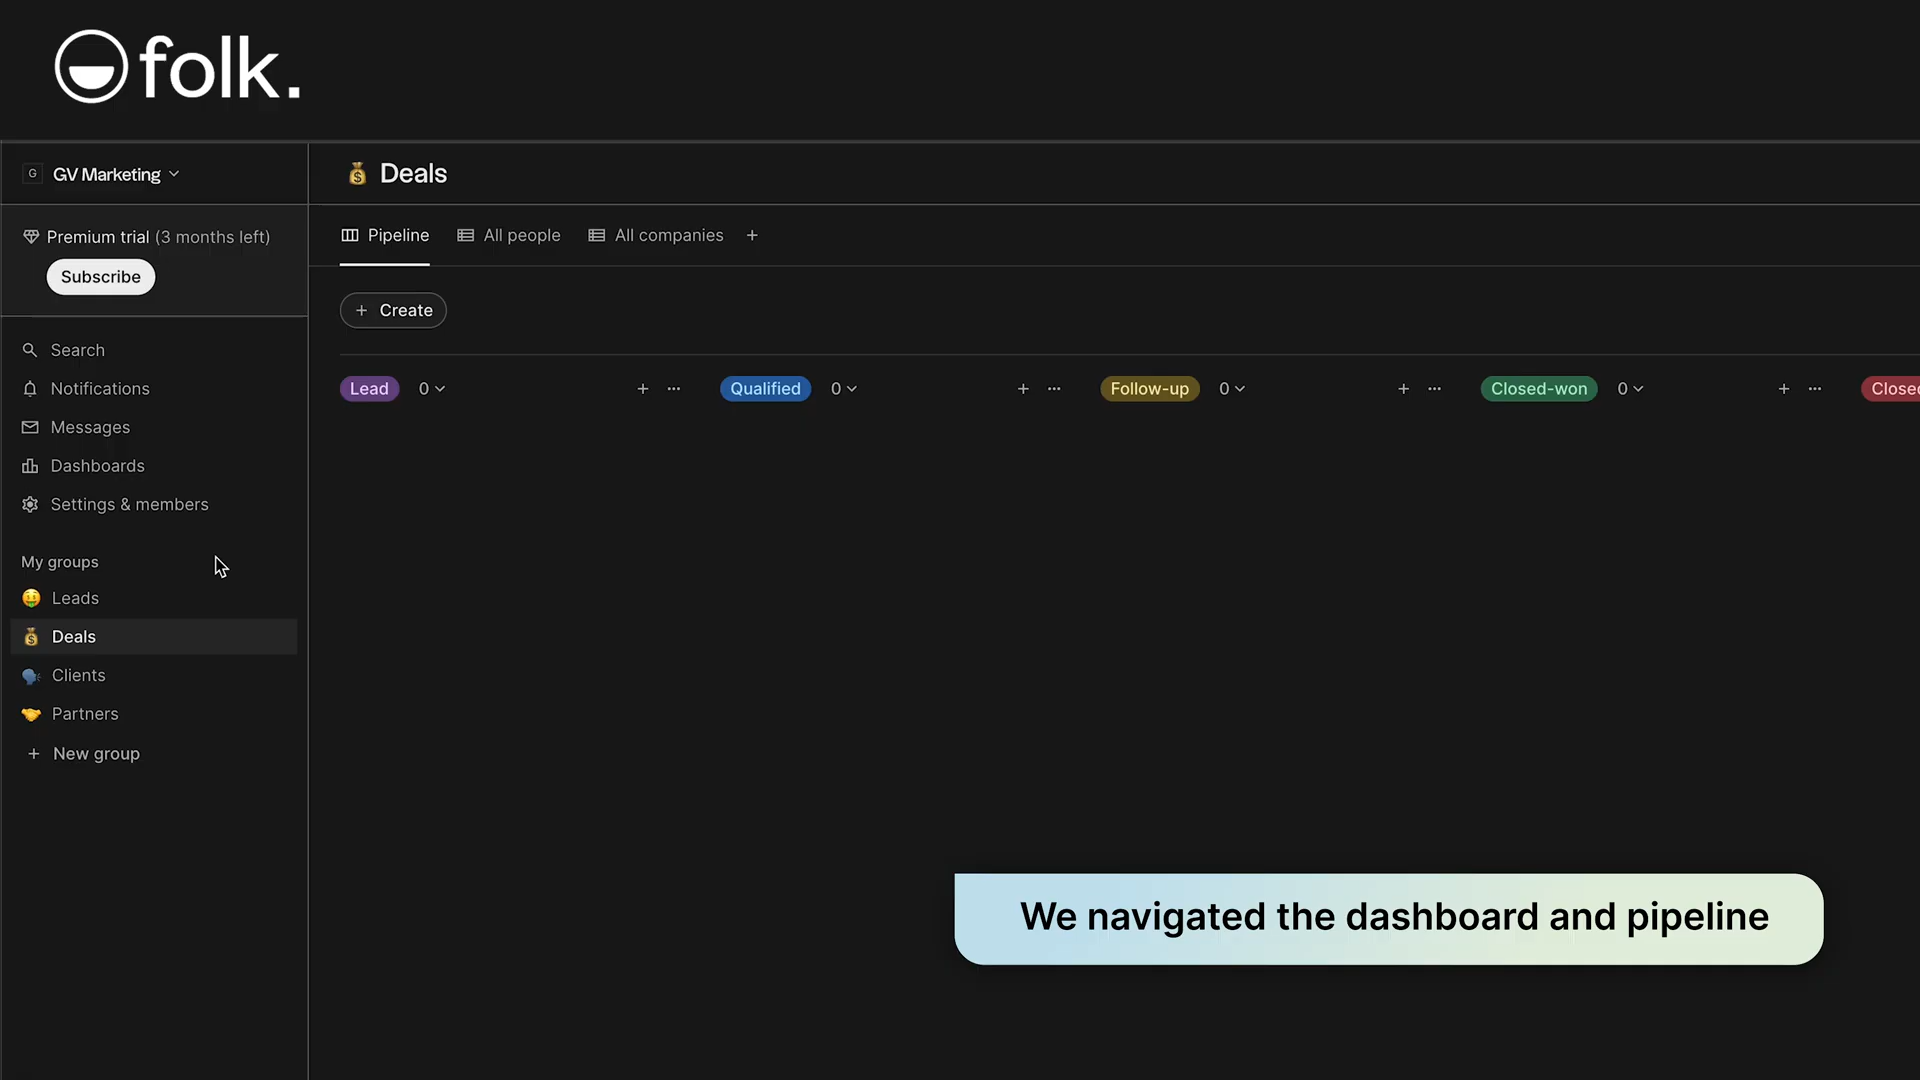 folk.
G GV Marketing
Deals
Premium trial (3 months left)
Subscribe
Pipeline All people All companies +
+ Create
Search
Notifications
Messages
Dashboards
Settings & members
Lead 0 + ... Qualified 0 + ... Follow-up 0 + ... Closed-won 0 + ... Close
My groups
Leads
Deals
Clients
Partners
+ New group
We navigated the dashboard and pipeline